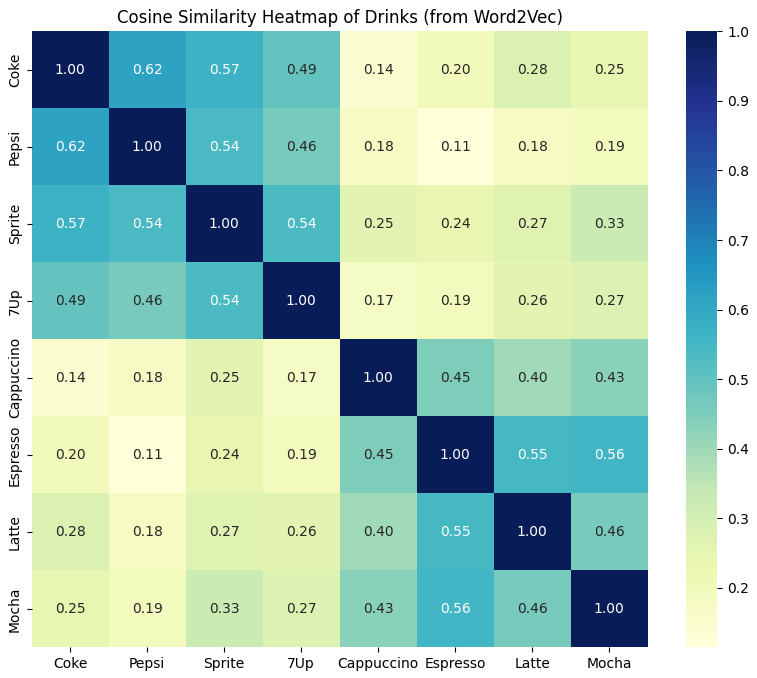 Cosine Similarity Heatmap of Drinks (from Word2Vec)
Coke 1.00 0.62 0.57 0.49 0.14 0.20 0.28 0.25
Pepsi 0.62 1.00 0.54 0.46 0.18 0.11 0.18 0.19
Sprite 0.57 0.54 1.00 0.54 0.25 0.24 0.27 0.33
7Up 0.49 0.46 0.54 1.00 0.17 0.19 0.26 0.27
Cappuccino 0.14 0.18 0.25 0.17 1.00 0.45 0.40 0.43
Espresso 0.20 0.11 0.24 0.19 0.45 1.00 0.55 0.56
Latte 0.28 0.18 0.27 0.26 0.40 0.55 1.00 0.46
Mocha 0.25 0.19 0.33 0.27 0.43 0.56 0.46 1.00
Coke Pepsi Sprite 7Up Cappuccino Espresso Latte Mocha
1.0
0.9
0.8
0.7
0.6
0.5
0.4
0.3
0.2